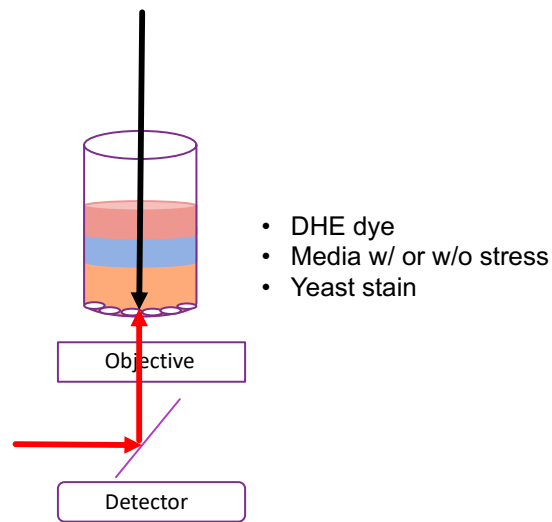 • DHE dye
• Media w/ or w/o stress
• Yeast stain
Objective
Detector